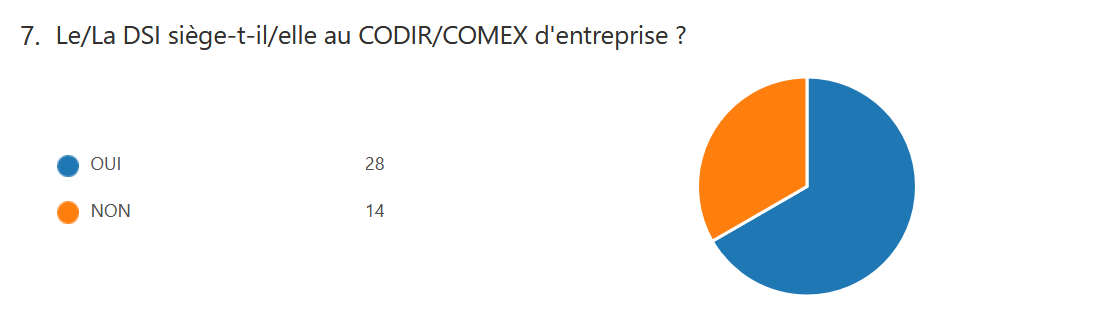 7. Le/La DSI siège-t-il/elle au CODIR/COMEX d'entreprise ?
OUI 28
NON 14